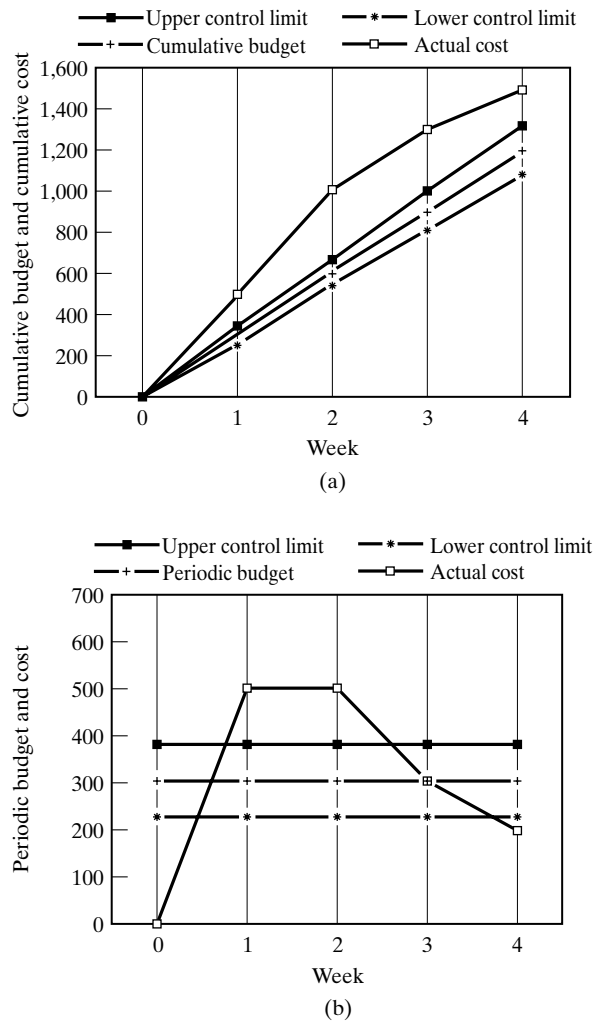 Upper control limit Lower control limit
Cumulative budget Actual cost
Cumulative budget and cumulative cost
1,600
1,400
1,200
1,000
800
600
400
200
0
0 1 2 3 4
Week
(a)
Upper control limit Lower control limit
Periodic budget Actual cost
Periodic budget and cost
700
600
500
400
300
200
100
0
0 1 2 3 4
Week
(b)